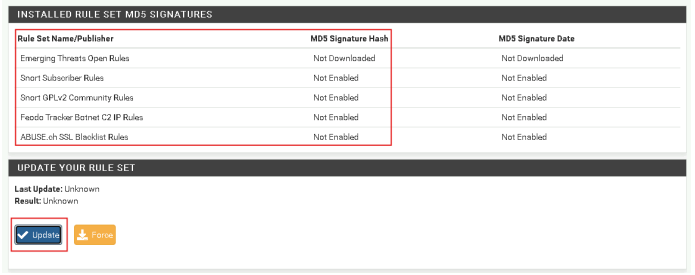 INSTALLED RULE SET MD5 SIGNATURES
Rule Set Name/Publisher MD5 Signature Hash MD5 Signature Date
Emerging Threats Open Rules Not Downloaded Not Downloaded
Snort Subscriber Rules Not Enabled Not Enabled
Snort GPLv2 Community Rules Not Enabled Not Enabled
Feodo Tracker Botnet C2 IP Rules Not Enabled Not Enabled
ABUSE.ch SSL Blacklist Rules Not Enabled Not Enabled
UPDATE YOUR RULE SET
Last Update: Unknown
Result: Unknown
Update Force